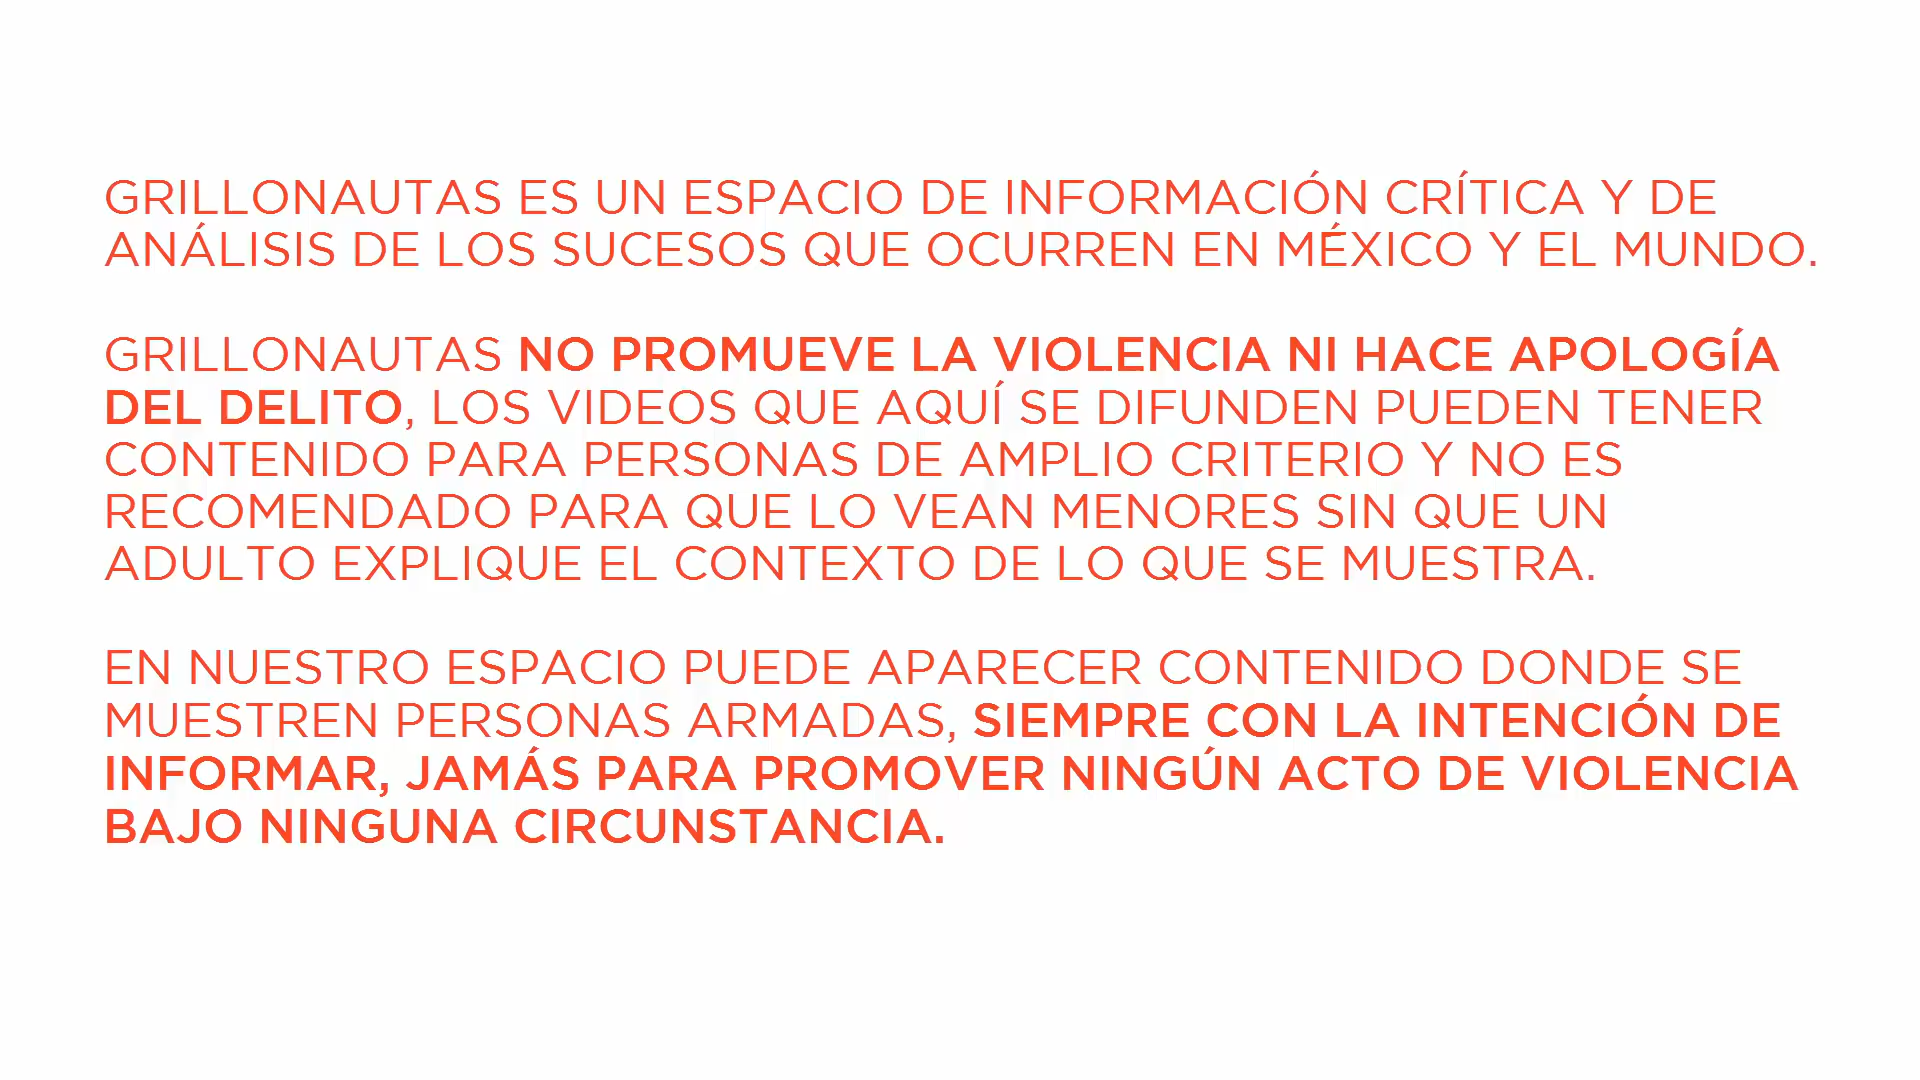 GRILLONAUTAS ES UN ESPACIO DE INFORMACIÓN CRÍTICA Y DE
ANÁLISIS DE LOS SUCESOS QUE OCURREN EN MÉXICO Y EL MUNDO.
GRILLONAUTAS NO PROMUEVE LA VIOLENCIA NI HACE APOLOGÍA
DEL DELITO, LOS VIDEOS QUE AQUÍ SE DIFUNDEN PUEDEN TENER
CONTENIDO PARA PERSONAS DE AMPLIO CRITERIO Y NO ES
RECOMENDADO PARA QUE LO VEAN MENORES SIN QUE UN
ADULTO EXPLIQUE EL CONTEXTO DE LO QUE SE MUESTRA.
EN NUESTRO ESPACIO PUEDE APARECER CONTENIDO DONDE SE
MUESTREN PERSONAS ARMADAS, SIEMPRE CON LA INTENCIÓN DE
INFORMAR, JAMÁS PARA PROMOVER NINGÚN ACTO DE VIOLENCIA
BAJO NINGUNA CIRCUNSTANCIA.